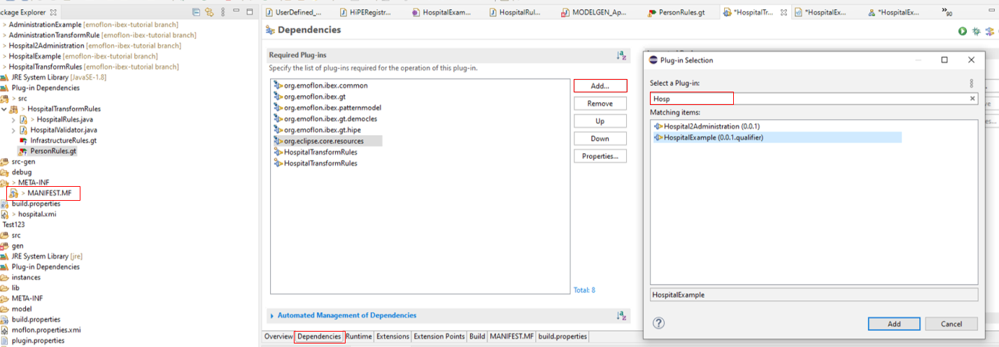 ackage Explorer
> AdministrationExample [emoflon-ibex-tutorial branch]
> AdministrationTransformRule [emoflon-ibex-tutorial branch]
> Hospital2Administration [emoflon-ibex-tutorial branch]
> HospitalExample [emoflon-ibex-tutorial branch]
> HospitalTransformRules [emoflon-ibex-tutorial branch]
JRE System Library [JavaSE-1.8]
Plug-in Dependencies
> src
> HospitalTransformRules
> HospitalRules.java
HospitalValidator.java
InfrastructureRules.gt
PersonRules.gt
src-gen
debug
> META-INF
> MANIFEST.MF
build.properties
> hospital.xmi
Test123
src
gen
JRE System Library [jre]
Plug-in Dependencies
instances
lib
META-INF
model
build.properties
moflon.properties.xmi
plugin.properties
UserDefined_...
HiPERegistr...
HospitalExam...
HospitalRul...
MODELGEN_Ap...
PersonRules.gt
*HospitalTr...
*HospitalEx...
*HospitalEx...
»90
Dependencies
Required Plug-ins
Specify the list of plug-ins required for the operation of this plug-in.
org.emoflon.ibex.common
org.emoflon.ibex.gt
org.emoflon.ibex.patternmodel
org.emoflon.ibex.gt.democles
org.emoflon.ibex.gt.hipe
org.eclipse.core.resources
HospitalTransformRules
HospitalTransformRules
Add...
Remove
Up
Down
Properties...
Total: 8
Automated Management of Dependencies
Overview Dependencies Runtime Extensions Extension Points Build MANIFEST.MF build.properties
Plug-in Selection
Select a Plug-in:
Hosp
Matching items:
Hospital2Administration (0.0.1)
HospitalExample (0.0.1.qualifier)
HospitalExample
Add
Cancel